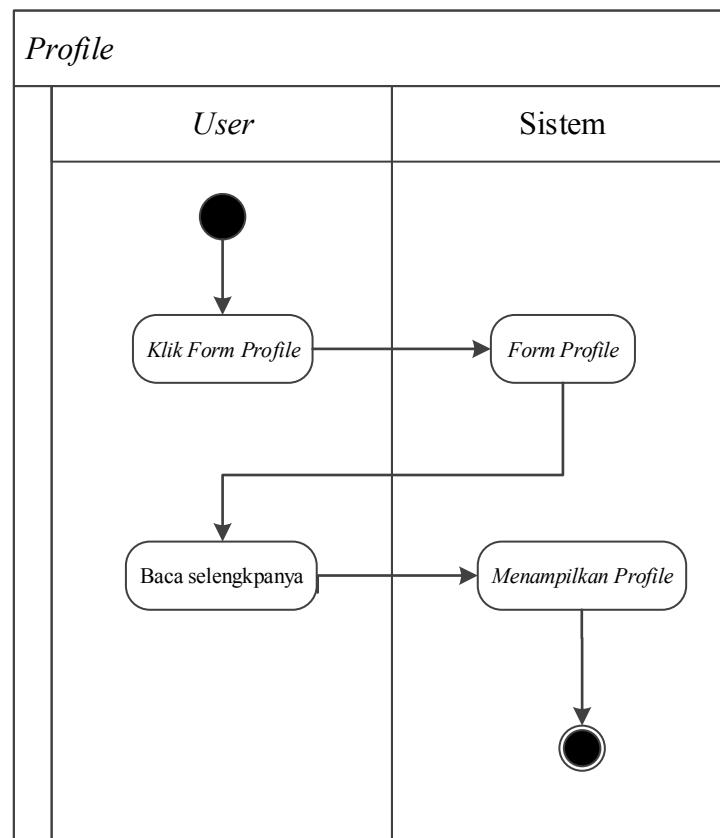 Profile
User
Sistem
Klik Form Profile
Form Profile
Baca selengkpanya
Menampilkan Profile